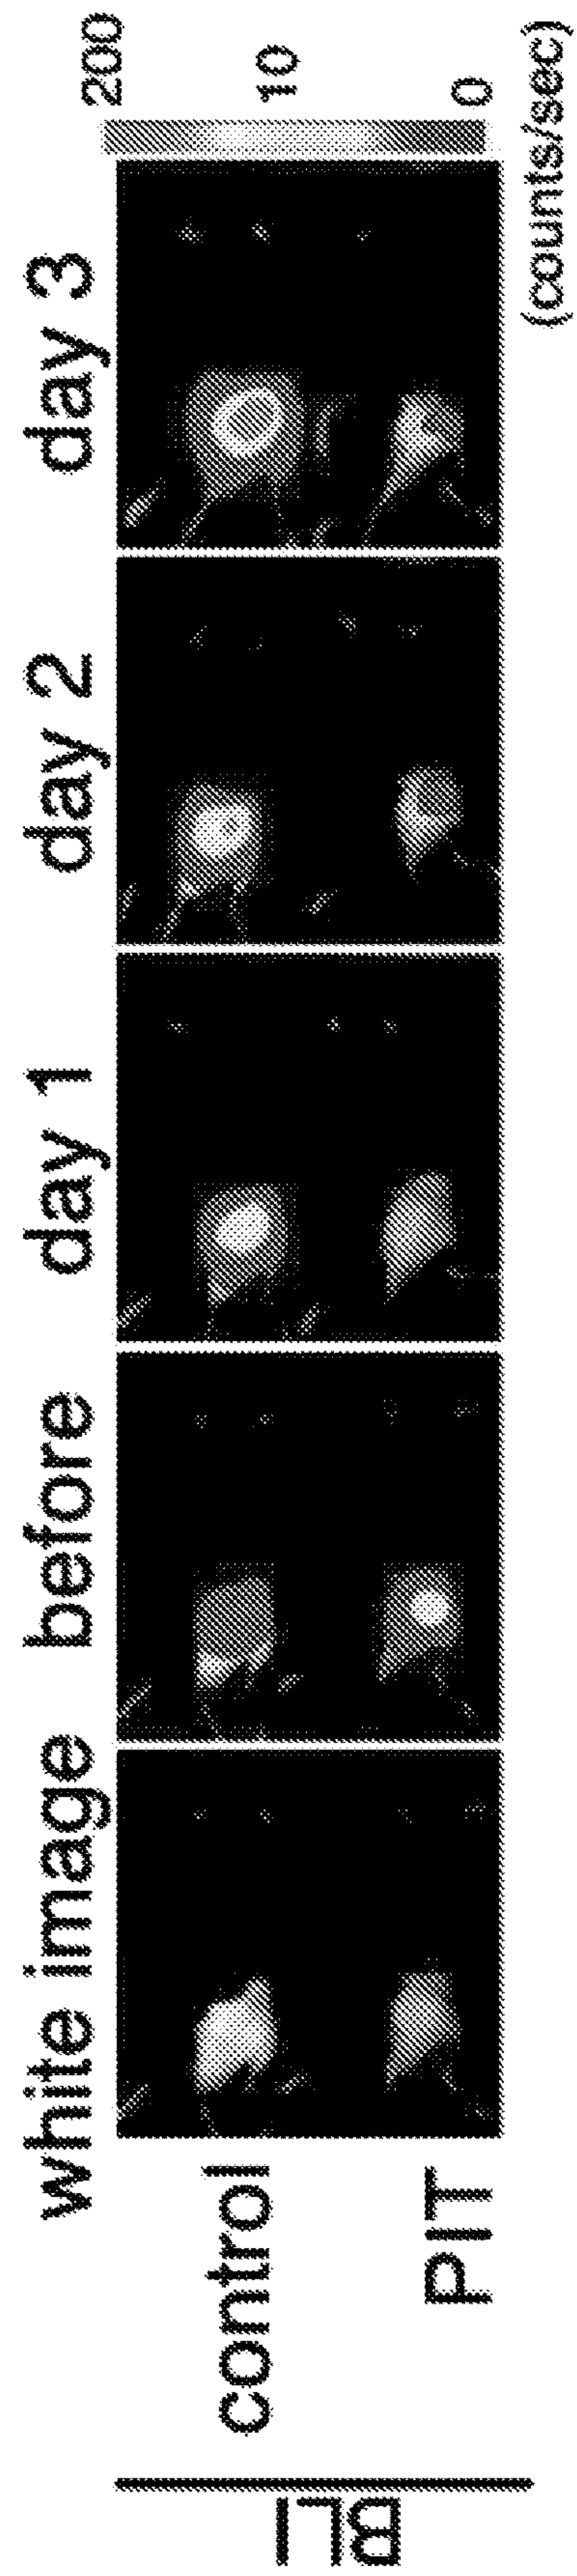 white image
before
day 1
day 2
day 3
BLI
control
PIT
200
10
0
(counts/sec)